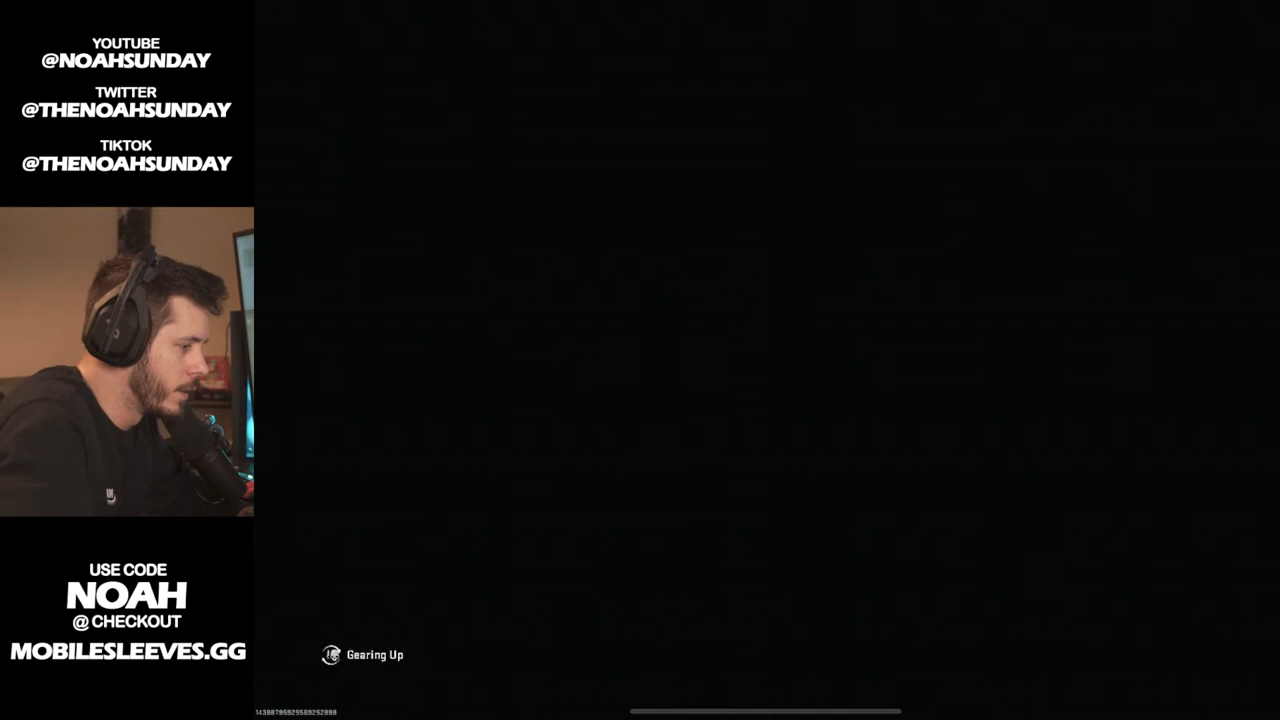 YOUTUBE
@NOAHSUNDAY
TWITTER
@THENOAHSUNDAY
TIKTOK
@THENOAHSUNDAY
USE CODE
NOAH
@ CHECKOUT
MOBILESLEEVES.GG
Gearing Up